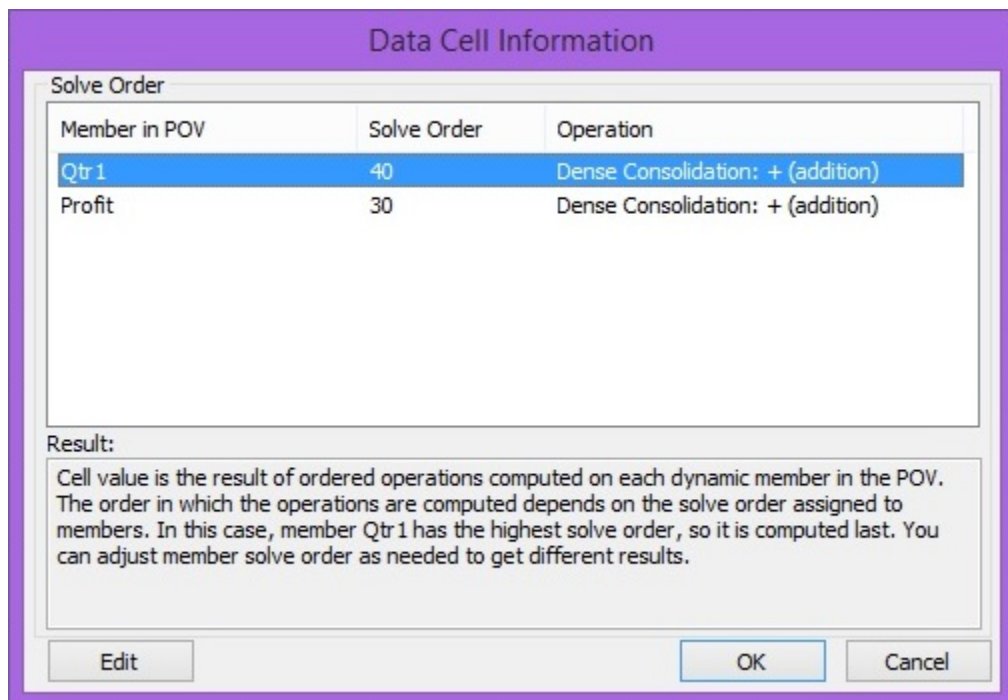 Data Cell Information
Solve Order
Member in POV Solve Order Operation
Qtr1 40 Dense Consolidation: + (addition)
Profit 30 Dense Consolidation: + (addition)
Result:
Cell value is the result of ordered operations computed on each dynamic member in the POV.
The order in which the operations are computed depends on the solve order assigned to
members. In this case, member Qtr1 has the highest solve order, so it is computed last. You
can adjust member solve order as needed to get different results.
Edit OK Cancel